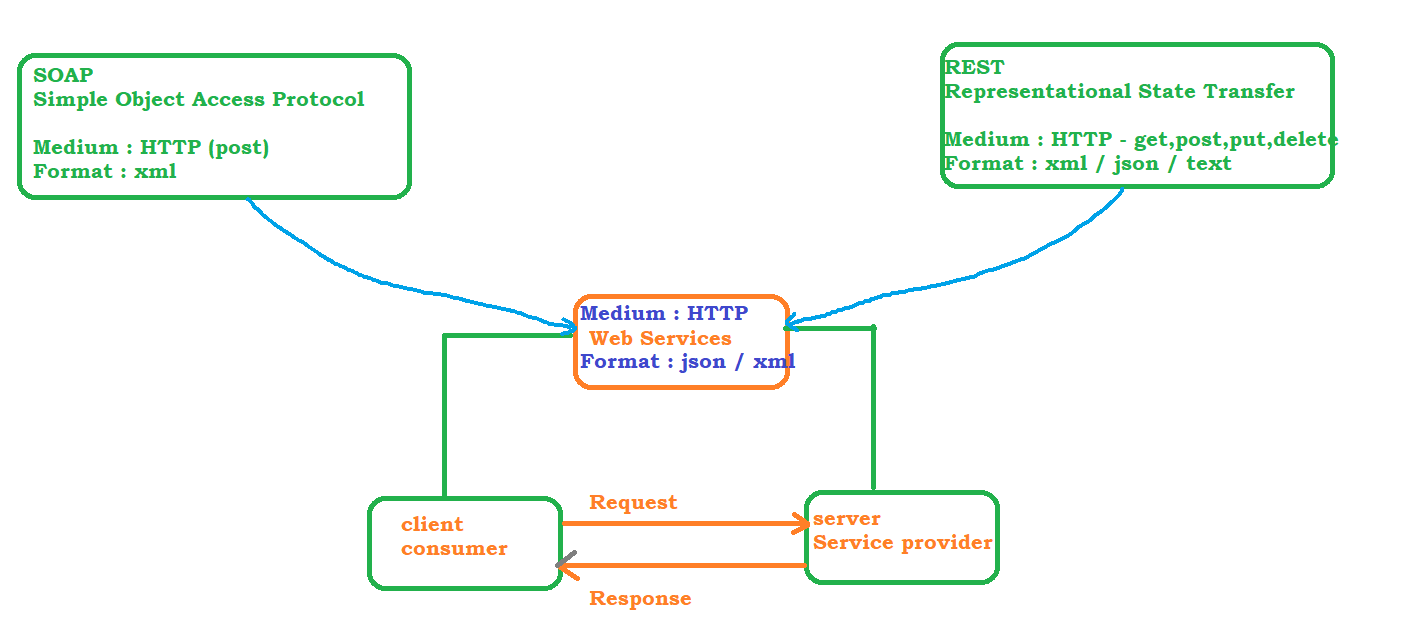 SOAP
Simple Object Access Protocol
Medium : HTTP (post)
Format : xml
REST
Representational State Transfer
Medium : HTTP - get,post,put,delete
Format : xml / json / text
Medium : HTTP
Web Services
Format : json / xml
client
consumer
Request
server
Service provider
Response